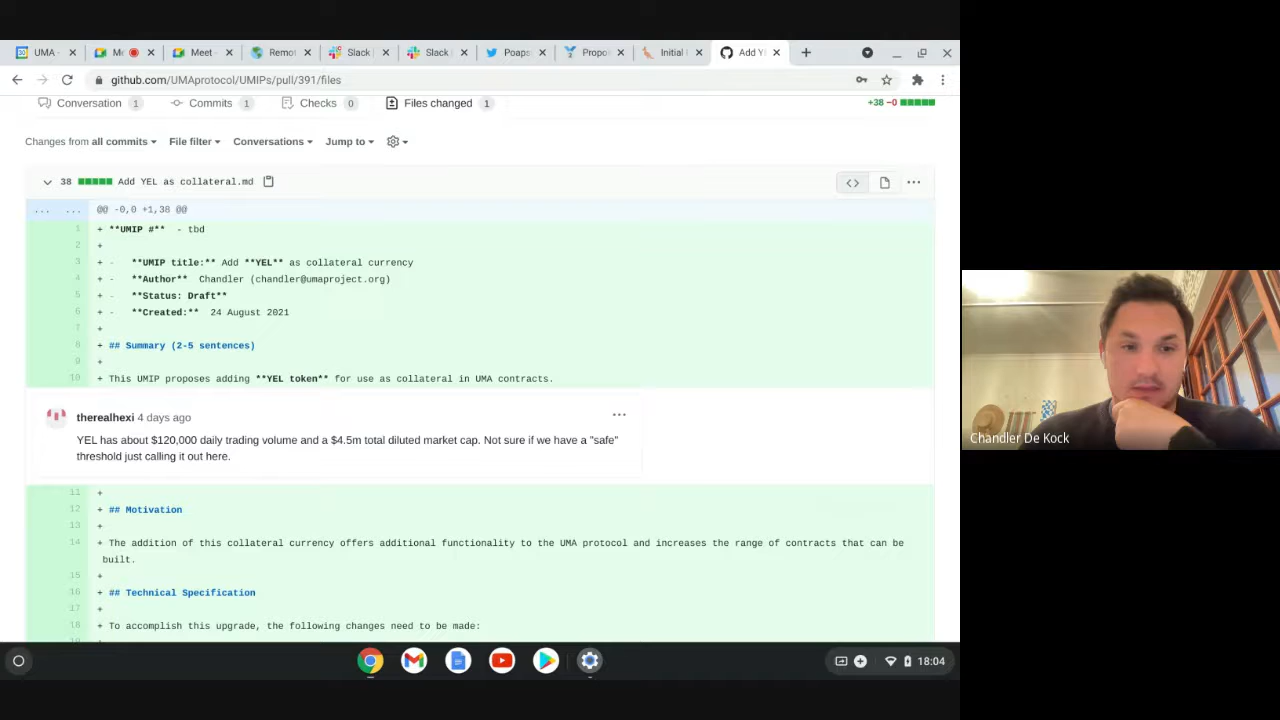 UMA -
Me
Meet -
Remot
Slack
Slack
Poaps
Propo
Initial I
Add YE
github.com/UMAprotocol/UMIPs/pull/391/files
Conversation 1
Commits 1
Checks 0
Files changed 1
+38 −0
Changes from all commits
File filter
Conversations
Jump to
38 Add YEL as collateral.md
... ... @@ -0,0 +1,38 @@
1 + **UMIP #** - tbd
2 +
3 + - **UMIP title:** Add **YEL** as collateral currency
4 + - **Author** Chandler (chandler@umaproject.org)
5 + - **Status: Draft**
6 + - **Created:** 24 August 2021
7 +
8 + ## Summary (2-5 sentences)
9 +
10 + This UMIP proposes adding **YEL token** for use as collateral in UMA contracts.
therealhexi 4 days ago
YEL has about $120,000 daily trading volume and a $4.5m total diluted market cap. Not sure if we have a "safe"
threshold just calling it out here.
11 +
12 + ## Motivation
13 +
14 + The addition of this collateral currency offers additional functionality to the UMA protocol and increases the range of contracts that can be
built.
15 +
16 + ## Technical Specification
17 +
18 + To accomplish this upgrade, the following changes need to be made:
18:04
Chandler De Kock